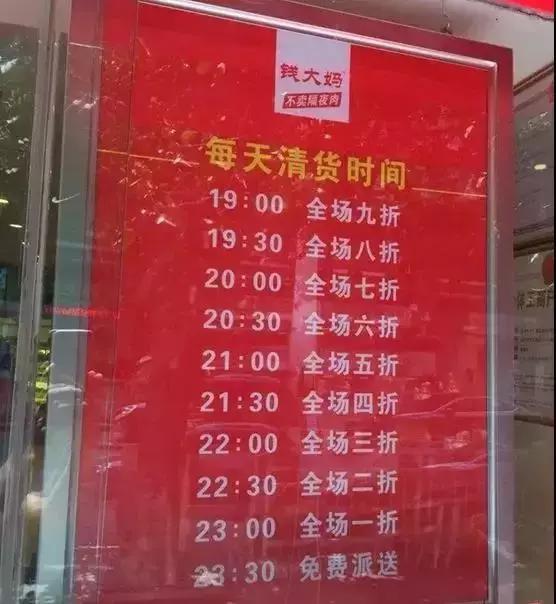 钱大妈
不卖隔夜肉
每天清货时间
19:00 全场九折
19:30 全场八折
20:00 全场七折
20:30 全场六折
21:00 全场五折
21:30 全场四折
22:00 全场三折
22:30 全场二折
23:00 全场一折
23:30 免费派送